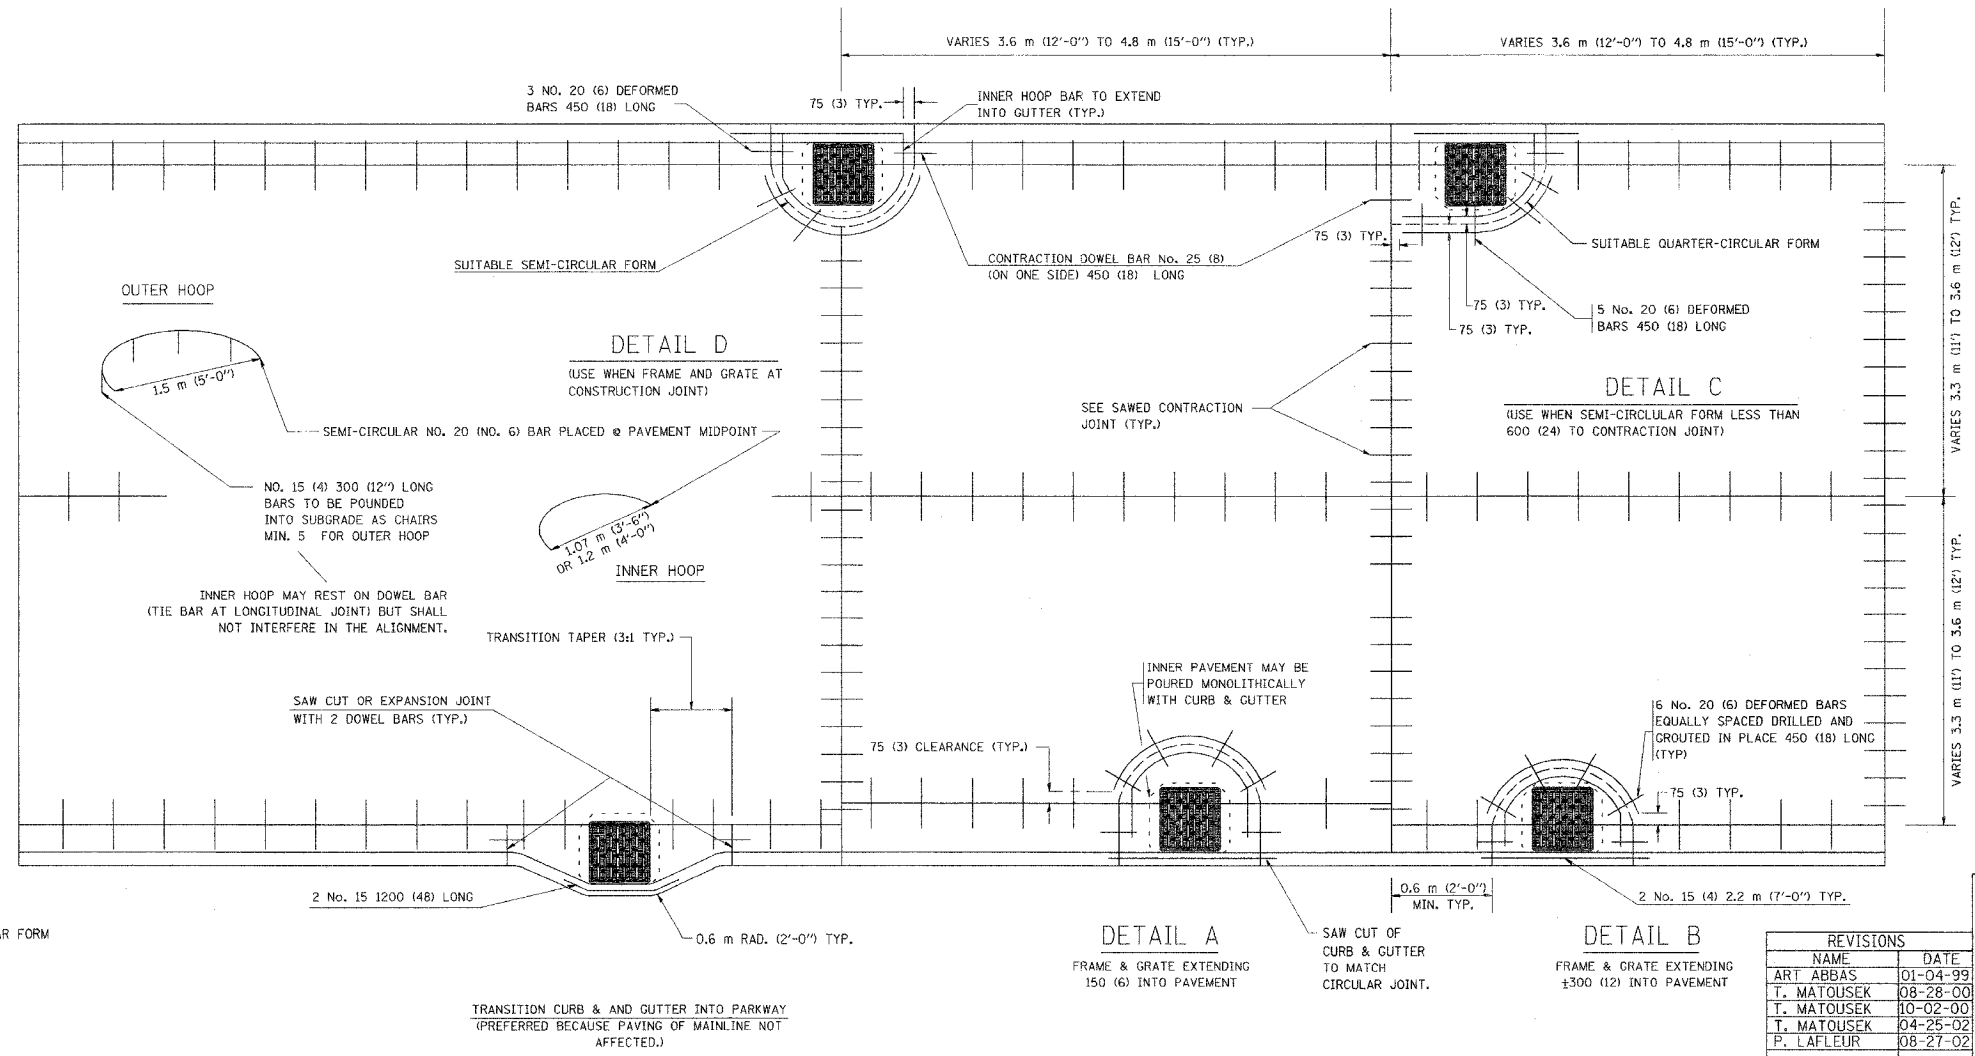 VARIES 3.6 m (12'-0") TO 4.8 m (15'-0") (TYP.)
VARIES 3.6 m (12'-0") TO 4.8 m (15'-0") (TYP.)
3 NO. 20 (6) DEFORMED
BARS 450 (18) LONG
75 (3) TYP.
INNER HOOP BAR TO EXTEND
INTO GUTTER (TYP.)
SUITABLE SEMI-CIRCULAR FORM
CONTRACTION DOWEL BAR No. 25 (8)
(ON ONE SIDE) 450 (18) LONG
75 (3) TYP.
SUITABLE QUARTER-CIRCULAR FORM
75 (3) TYP.
75 (3) TYP.
5 No. 20 (6) DEFORMED
BARS 450 (18) LONG
VARIES 3.3 m (11') TO 3.6 m (12') TYP.
OUTER HOOP
1.5 m (5'-0")
DETAIL D
(USE WHEN FRAME AND GRATE AT
CONSTRUCTION JOINT)
SEE SAWED CONTRACTION
JOINT (TYP.)
DETAIL C
(USE WHEN SEMI-CIRCLULAR FORM LESS THAN
600 (24) TO CONTRACTION JOINT)
SEMI-CIRCULAR NO. 20 (NO. 6) BAR PLACED @ PAVEMENT MIDPOINT
NO. 15 (4) 300 (12") LONG
BARS TO BE POUNDED
INTO SUBGRADE AS CHAIRS
MIN. 5 FOR OUTER HOOP
1.07 m (3'-6")
OR 1.2 m (4'-0")
INNER HOOP
INNER HOOP MAY REST ON DOWEL BAR
(TIE BAR AT LONGITUDINAL JOINT) BUT SHALL
NOT INTERFERE IN THE ALIGNMENT.
VARIES 3.3 m (11') TO 3.6 m (12') TYP.
TRANSITION TAPER (3:1 TYP.)
SAW CUT OR EXPANSION JOINT
WITH 2 DOWEL BARS (TYP.)
INNER PAVEMENT MAY BE
POURED MONOLITHICALLY
WITH CURB & GUTTER
75 (3) CLEARANCE (TYP.)
6 No. 20 (6) DEFORMED BARS
EQUALLY SPACED DRILLED AND
GROUTED IN PLACE 450 (18) LONG
(TYP)
75 (3) TYP.
2 No. 15 1200 (48) LONG
0.6 m RAD. (2'-0") TYP.
0.6 m (2'-0")
MIN. TYP.
2 No. 15 (4) 2.2 m (7'-0") TYP.
AR FORM
DETAIL A
FRAME & GRATE EXTENDING
150 (6) INTO PAVEMENT
SAW CUT OF
CURB & GUTTER
TO MATCH
CIRCULAR JOINT.
DETAIL B
FRAME & GRATE EXTENDING
±300 (12) INTO PAVEMENT
TRANSITION CURB & AND GUTTER INTO PARKWAY
(PREFERRED BECAUSE PAVING OF MAINLINE NOT
AFFECTED.)
REVISIONS
NAME DATE
ART ABBAS 01-04-99
T. MATOUSEK 08-28-00
T. MATOUSEK 10-02-00
T. MATOUSEK 04-25-02
P. LAFLEUR 08-27-02